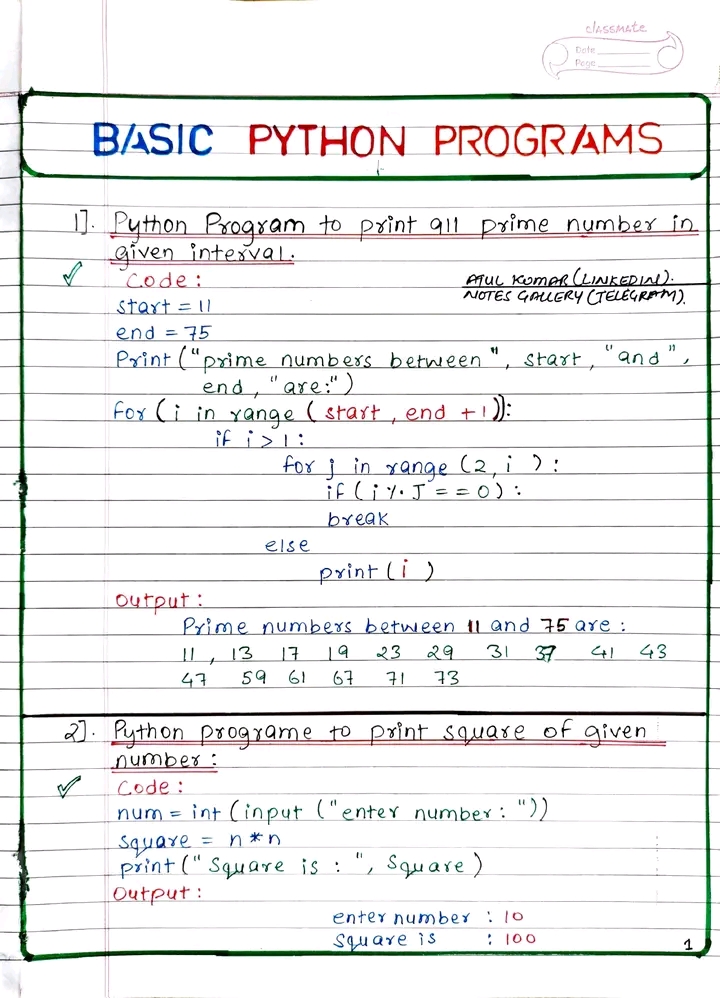 classmate
Date
Page
BASIC PYTHON PROGRAMS
1]. Python Program to print all prime number in
given interval.
Code :
ATUL KUMAR (LINKEDIN).
NOTES GALLERY (TELEGRAM).
start = 11
end = 75
Print ("prime numbers between", start, "and",
end, "are:")
for (i in range (start, end +1)):
if i > 1 :
for j in range (2, i ) :
if ( i % J == 0) :
break
else
print ( i )
Output :
Prime numbers between 11 and 75 are :
11 , 13 17 19 23 29 31 37 41 43
47 59 61 67 71 73
2]. Python programe to print square of given
number :
Code :
num = int (input ("enter number : "))
square = n * n
print (" Square is : ", Square)
Output :
enter number : 10
Square is : 100
1